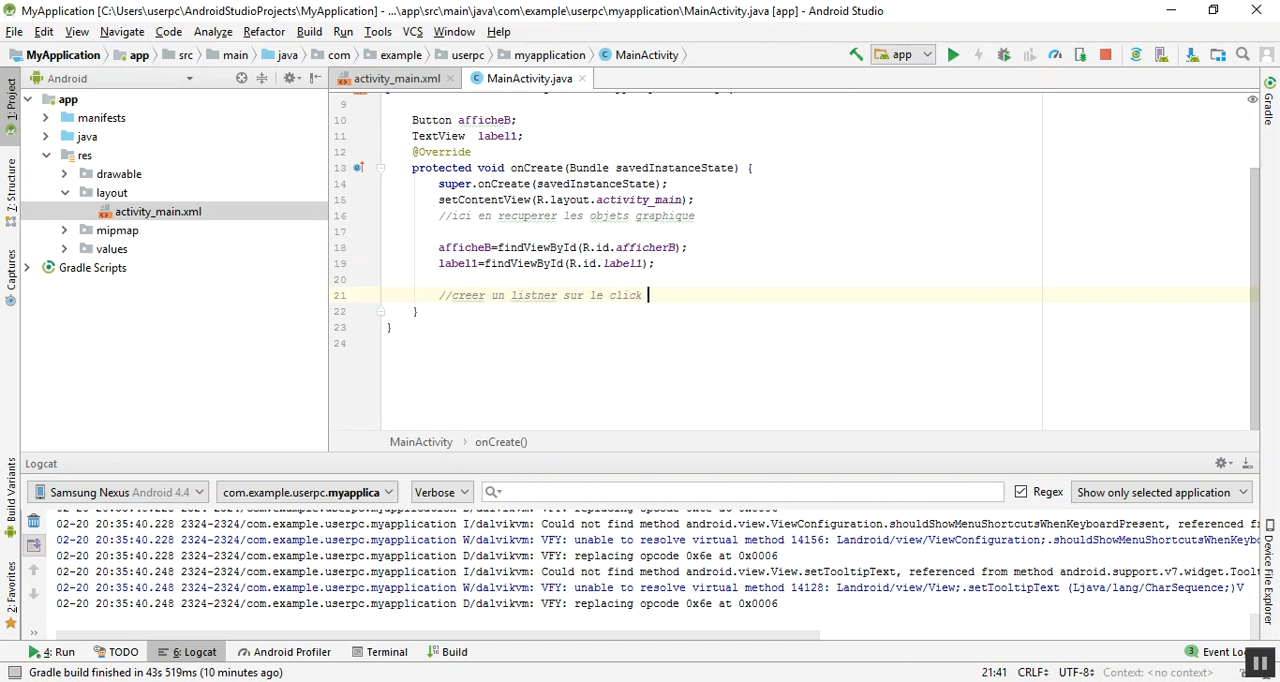 MyApplication [C:\Users\userpc\AndroidStudioProjects\MyApplication] - ...\app\src\main\java\com\example\userpc\myapplication\MainActivity.java [app] - Android Studio
File Edit View Navigate Code Analyze Refactor Build Run Tools VCS Window Help
MyApplication app src main java com example userpc myapplication MainActivity app
Android activity_main.xml MainActivity.java
1: Project
Z: Structure
Captures
Build Variants
2: Favorites
Gradle
Device File Explorer
app
manifests
java
res
drawable
layout
activity_main.xml
mipmap
values
Gradle Scripts
9
10 Button afficheB;
11 TextView label1;
12 @Override
13 protected void onCreate(Bundle savedInstanceState) {
14 super.onCreate(savedInstanceState);
15 setContentView(R.layout.activity_main);
16 //ici en recuperer les objets graphique
17
18 afficheB=findViewById(R.id.afficherB);
19 label1=findViewById(R.id.label1);
20
21 //creer un listner sur le click
22 }
23 }
24
MainActivity onCreate()
Logcat
Samsung Nexus Android 4.4 com.example.userpc.myapplica Verbose Regex Show only selected application
02-20 20:35:40.228 2324-2324/com.example.userpc.myapplication I/dalvikvm: Could not find method android.view.ViewConfiguration.shouldShowMenuShortcutsWhenKeyboardPresent, referenced
02-20 20:35:40.228 2324-2324/com.example.userpc.myapplication W/dalvikvm: VFY: unable to resolve virtual method 14156: Landroid/view/ViewConfiguration;.shouldShowMenuShortcutsWhenKeybo
02-20 20:35:40.228 2324-2324/com.example.userpc.myapplication D/dalvikvm: VFY: replacing opcode 0x6e at 0x0006
02-20 20:35:40.248 2324-2324/com.example.userpc.myapplication I/dalvikvm: Could not find method android.view.View.setTooltipText, referenced from method android.support.v7.widget.Toolt
02-20 20:35:40.248 2324-2324/com.example.userpc.myapplication W/dalvikvm: VFY: unable to resolve virtual method 14128: Landroid/view/View;.setTooltipText (Ljava/lang/CharSequence;)V
02-20 20:35:40.248 2324-2324/com.example.userpc.myapplication D/dalvikvm: VFY: replacing opcode 0x6e at 0x0006
4: Run TODO 6: Logcat Android Profiler Terminal Build 3 Event Lo
Gradle build finished in 43s 519ms (10 minutes ago) 21:41 CRLF UTF-8 Context: <no context>